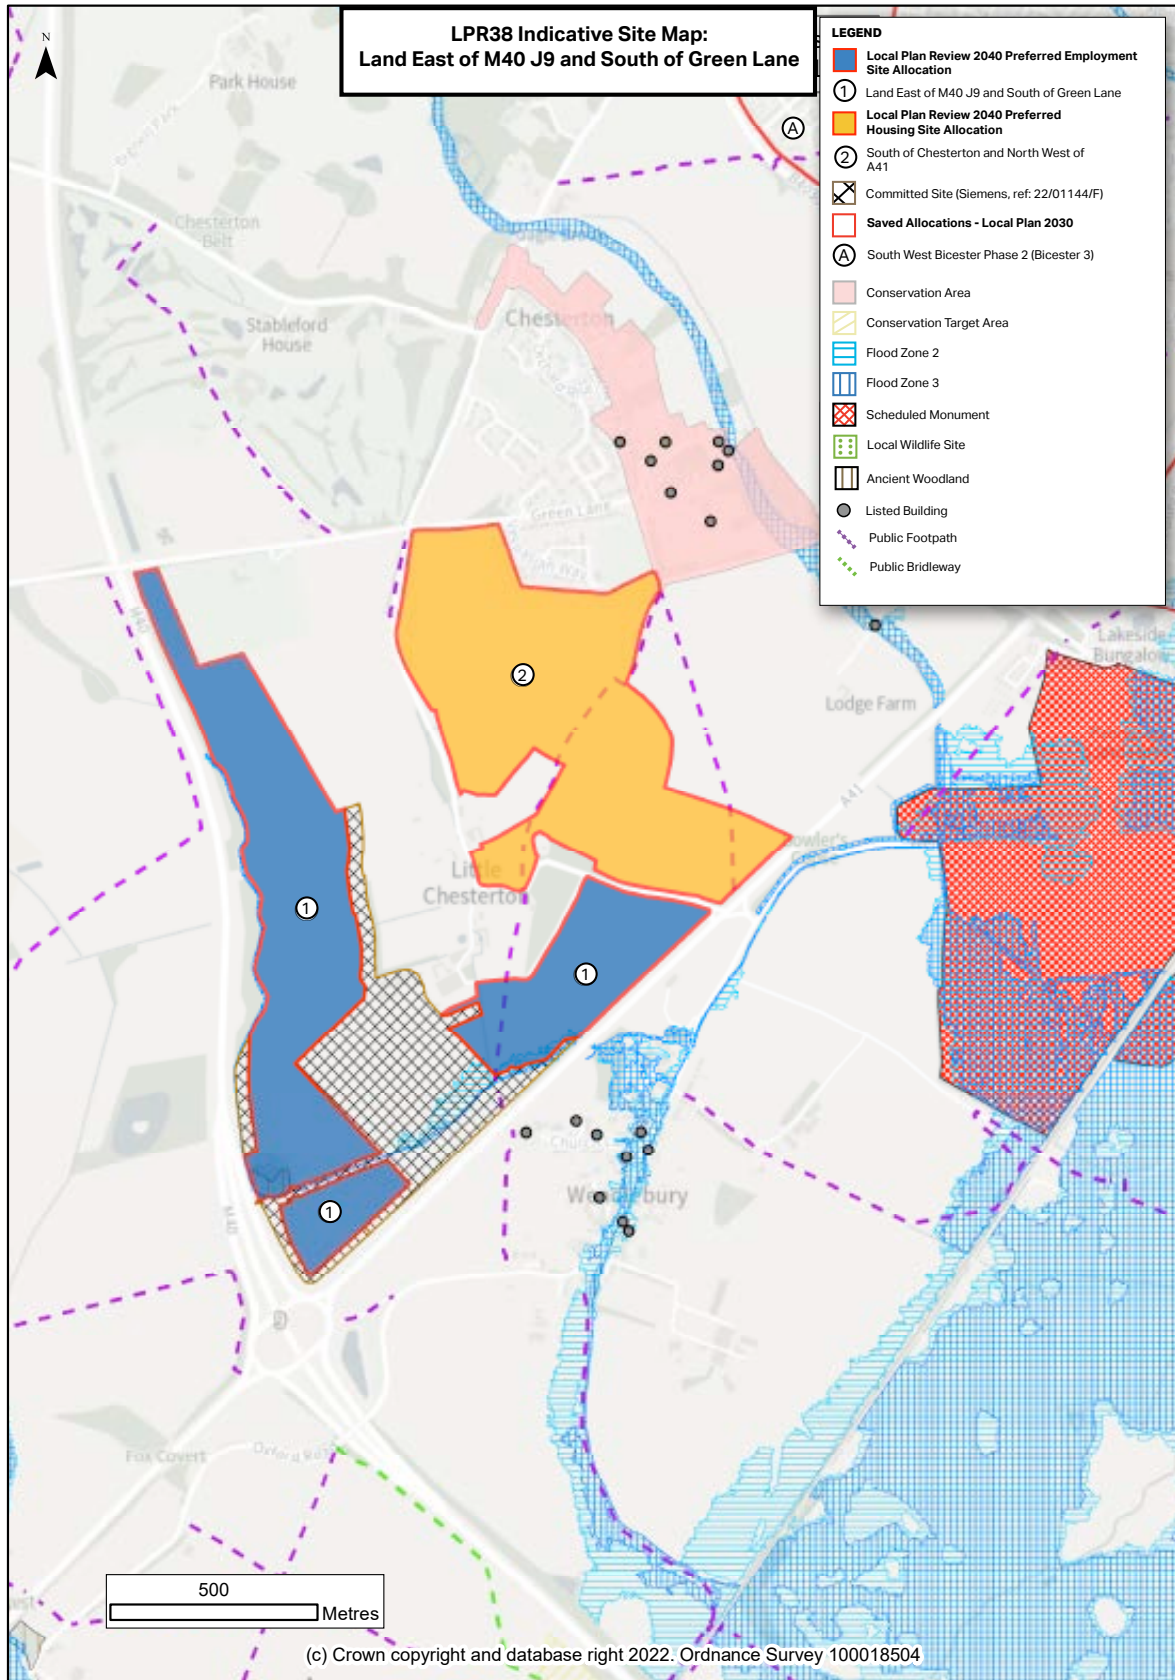 LPR38 Indicative Site Map:
Land East of M40 J9 and South of Green Lane
N
LEGEND
Local Plan Review 2040 Preferred Employment
Site Allocation
1 Land East of M40 J9 and South of Green Lane
Local Plan Review 2040 Preferred
Housing Site Allocation
2 South of Chesterton and North West of
A41
Committed Site (Siemens, ref: 22/01144/F)
Saved Allocations - Local Plan 2030
A South West Bicester Phase 2 (Bicester 3)
Conservation Area
Conservation Target Area
Flood Zone 2
Flood Zone 3
Scheduled Monument
Local Wildlife Site
Ancient Woodland
Listed Building
Public Footpath
Public Bridleway
Park House
A
Chesterton
Belt
Stableford
House
Chesterton
Green Lane
M40
2
Lakeside
Bungalow
Lodge Farm
A41
Little
Chesterton
1
1
Church
1
M40
Fox Covert
Oxford Road
500
Metres
(c) Crown copyright and database right 2022. Ordnance Survey 100018504